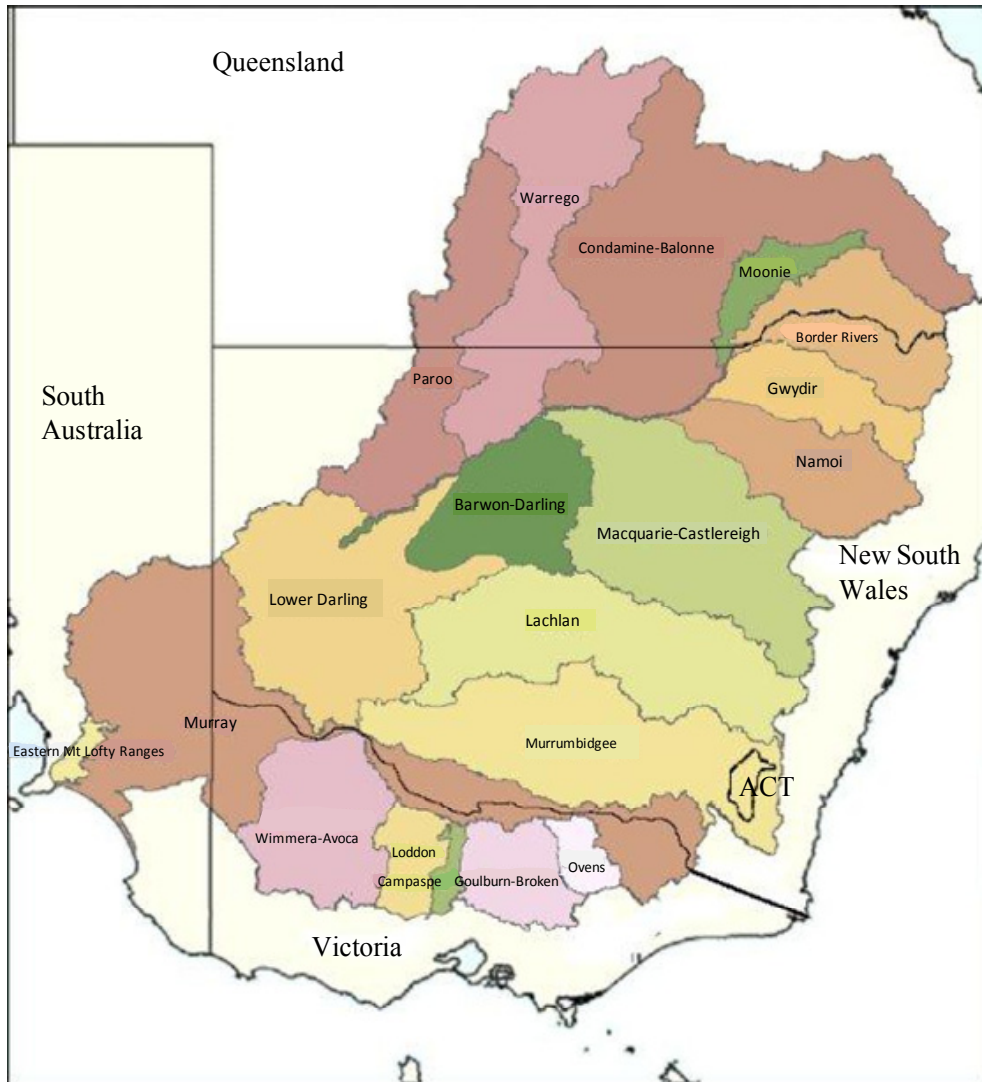 Queensland
Warrego
Condamine-Balonne
Moonie
Border Rivers
Paroo
Gwydir
South
Australia
Namoi
Barwon-Darling
Macquarie-Castlereigh
New South
Wales
Lower Darling
Lachlan
Murray
Murrumbidgee
Eastern Mt Lofty Ranges
ACT
Wimmera-Avoca
Loddon
Campaspe
Goulburn-Broken
Ovens
Victoria